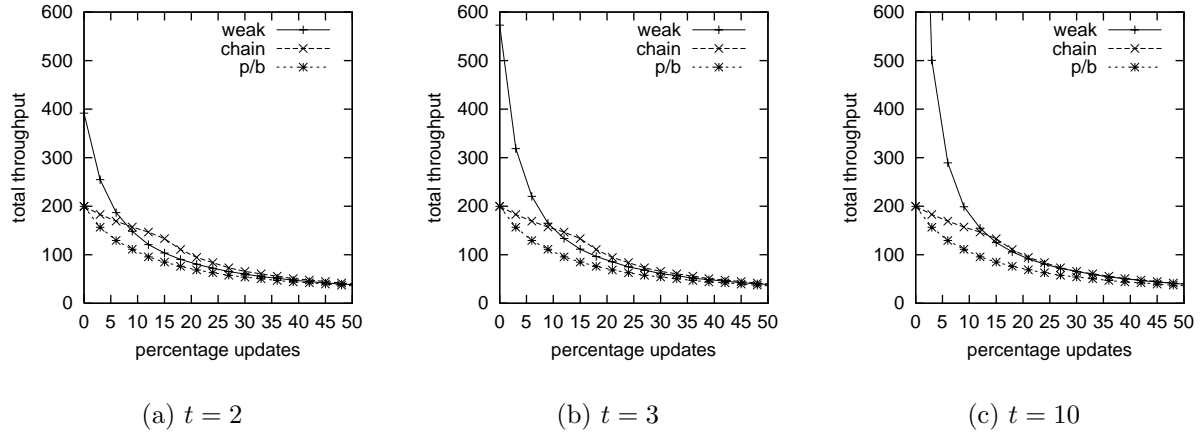 600
500
400
300
200
100
0
total throughput
weak
chain
p/b
0 5 10 15 20 25 30 35 40 45 50
percentage updates
(a) t = 2
600
500
400
300
200
100
0
total throughput
weak
chain
p/b
0 5 10 15 20 25 30 35 40 45 50
percentage updates
(b) t = 3
600
500
400
300
200
100
0
total throughput
weak
chain
p/b
0 5 10 15 20 25 30 35 40 45 50
percentage updates
(c) t = 10